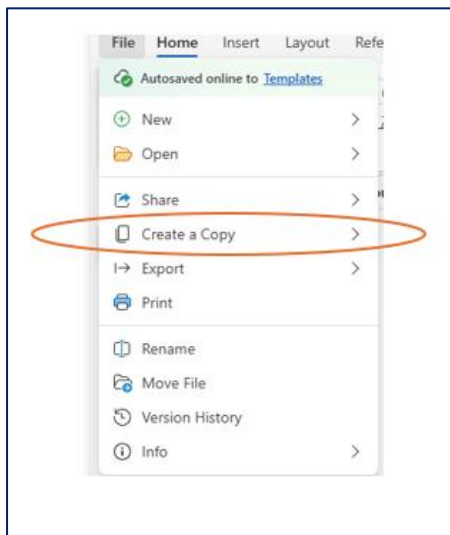 File Home Insert Layout Refe
Autosaved online to Templates
New
Open
Share
Create a Copy
Export
Print
Rename
Move File
Version History
Info